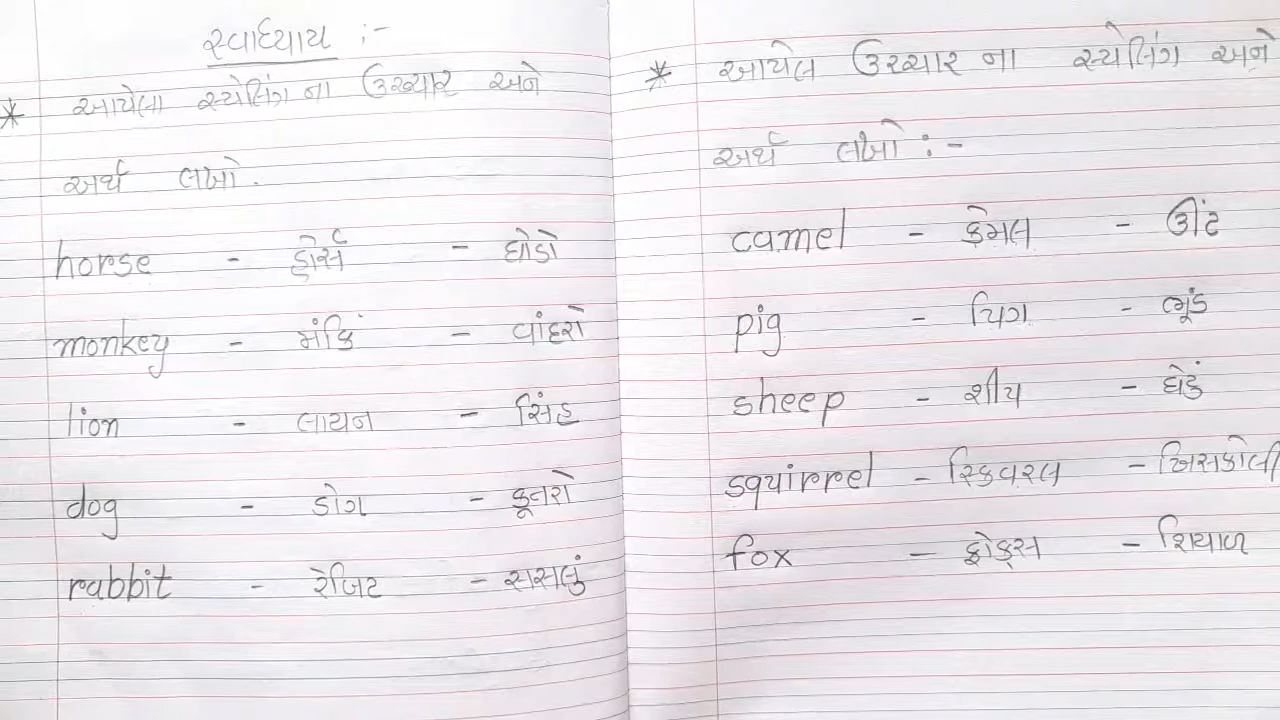 સ્વાધ્યાય :-
* આપેલા સ્પેલિંગ ના ઉચ્ચાર અને
અર્થ લખો.
horse - હોર્સ - ઘોડો
monkey - મંકિ - વાંદરો
lion - લાયન - સિંહ
dog - ડોગ - કૂતરો
rabbit - રેબિટ - સસલું
* આપેલ ઉચ્ચાર ના સ્પેલિંગ અને
અર્થ લખો :-
camel - કેમલ - ઊંટ
pig - પિગ - ભૂંડ
sheep - શીપ - ઘેટું
squirrel - સ્કિવરલ - ખિસકોલી
fox - ફોક્સ - શિયાળ